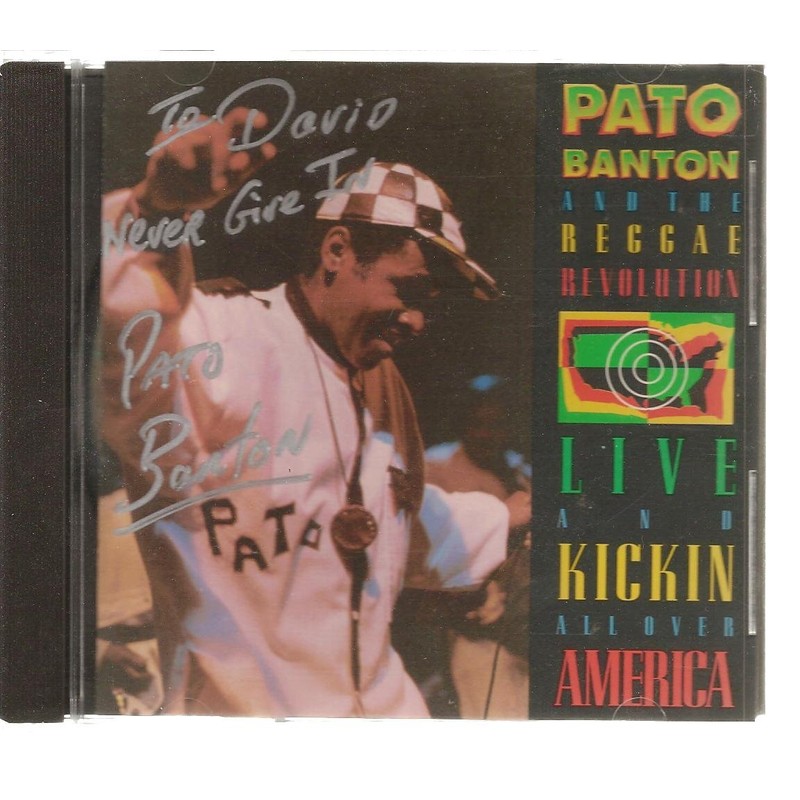 To David
Never Give In
Pato
Banton
PATO
PATO
BANTON
AND THE
REGGAE
REVOLUTION
LIVE
AND
KICKIN
ALL OVER
AMERICA